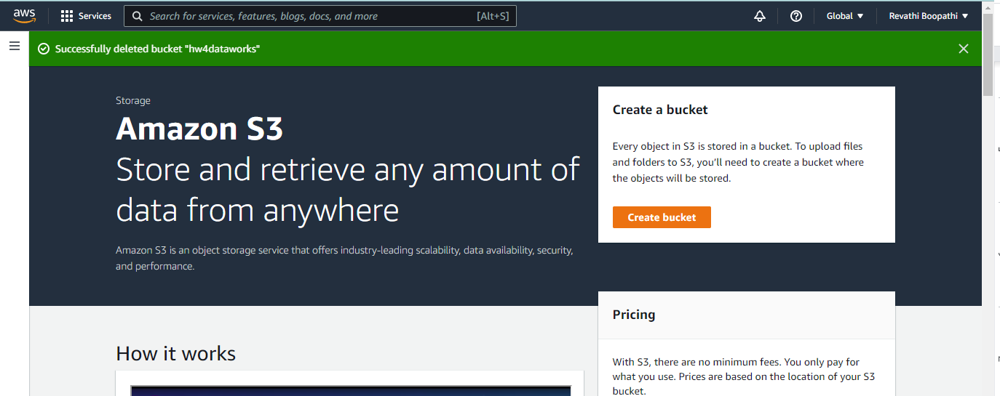 aws
Services
Search for services, features, blogs, docs, and more
[Alt+S]
Global
Revathi Boopathi
Successfully deleted bucket "hw4dataworks"
Storage
Amazon S3
Store and retrieve any amount of
data from anywhere
Amazon S3 is an object storage service that offers industry-leading scalability, data availability, security,
and performance.
Create a bucket
Every object in S3 is stored in a bucket. To upload files
and folders to S3, you’ll need to create a bucket where
the objects will be stored.
Create bucket
Pricing
With S3, there are no minimum fees. You only pay for
what you use. Prices are based on the location of your S3
bucket.
How it works